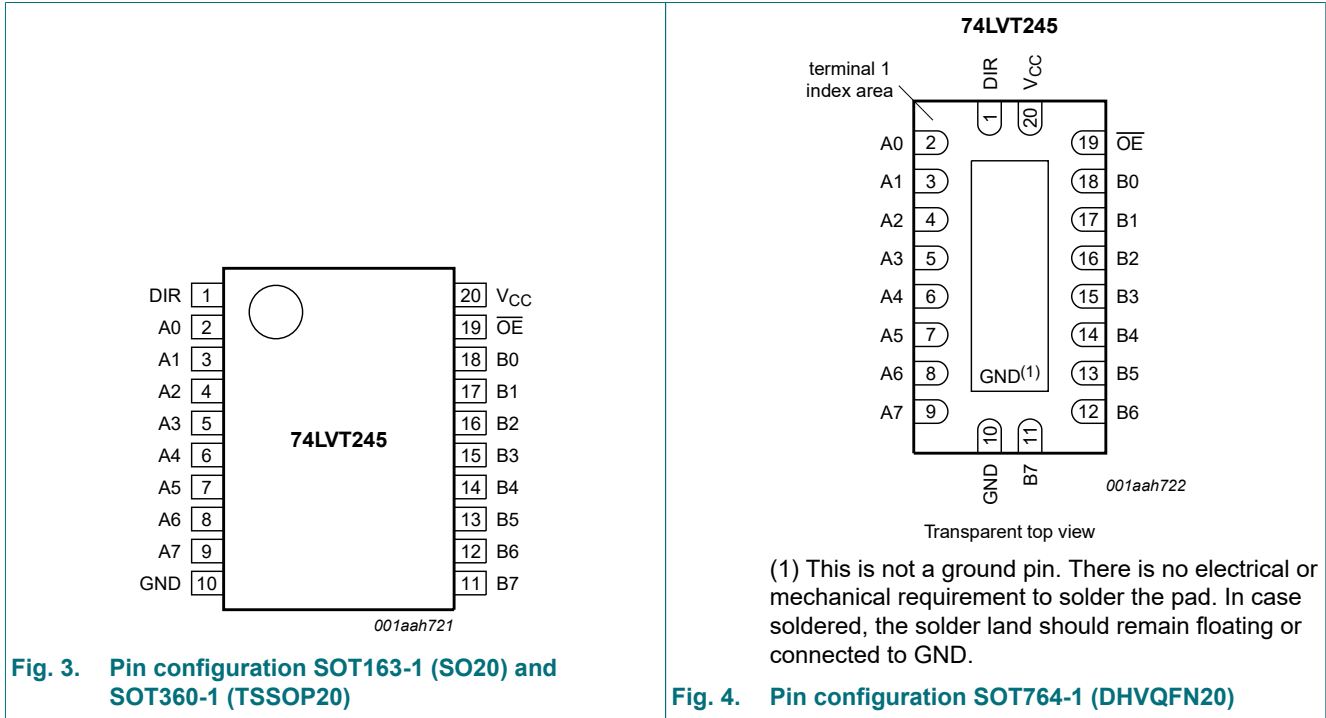 DIR 1
A0 2
A1 3
A2 4
A3 5
A4 6
A5 7
A6 8
A7 9
GND 10
74LVT245
20 VCC
19 OE
18 B0
17 B1
16 B2
15 B3
14 B4
13 B5
12 B6
11 B7
001aah721
Fig. 3. Pin configuration SOT163-1 (SO20) and
SOT360-1 (TSSOP20)
74LVT245
terminal 1
index area
DIR
VCC
1
20
A0 2
A1 3
A2 4
A3 5
A4 6
A5 7
A6 8
A7 9
19 OE
18 B0
17 B1
16 B2
15 B3
14 B4
13 B5
12 B6
GND(1)
10
11
GND
B7
001aah722
Transparent top view
(1) This is not a ground pin. There is no electrical or
mechanical requirement to solder the pad. In case
soldered, the solder land should remain floating or
connected to GND.
Fig. 4. Pin configuration SOT764-1 (DHVQFN20)